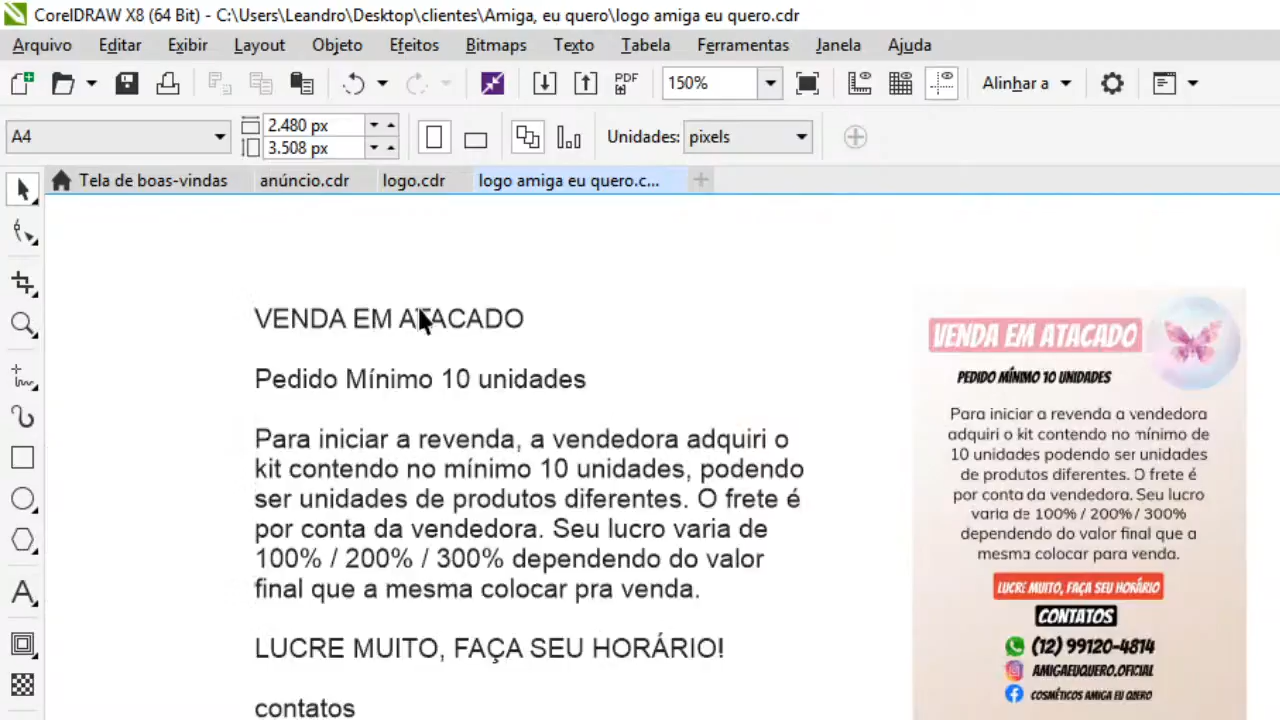 CorelDRAW X8 (64 Bit) - C:\Users\Leandro\Desktop\clientes\Amiga, eu quero\logo amiga eu quero.cdr
Arquivo Editar Exibir Layout Objeto Efeitos Bitmaps Texto Tabela Ferramentas Janela Ajuda
PDF 150% Alinhar a
A4 2.480 px Unidades: pixels
3.508 px
Tela de boas-vindas anúncio.cdr logo.cdr logo amiga eu quero.c...
VENDA EM ATACADO
Pedido Mínimo 10 unidades
Para iniciar a revenda, a vendedora adquiri o
kit contendo no mínimo 10 unidades, podendo
ser unidades de produtos diferentes. O frete é
por conta da vendedora. Seu lucro varia de
100% / 200% / 300% dependendo do valor
final que a mesma colocar pra venda.
LUCRE MUITO, FAÇA SEU HORÁRIO!
contatos
VENDA EM ATACADO
PEDIDO MÍNIMO 10 UNIDADES
Para iniciar a revenda a vendedora
adquiri o kit contendo no mínimo de
10 unidades podendo ser unidades
de produtos diferentes. O frete é
por conta da vendedora. Seu lucro
varia de 100% / 200% / 300%
dependendo do valor final que a
mesma colocar para venda.
LUCRE MUITO, FAÇA SEU HORÁRIO
CONTATOS
(12) 99120-4814
AMIGAEUQUERO.OFICIAL
COSMÉTICOS AMIGA EU QUERO